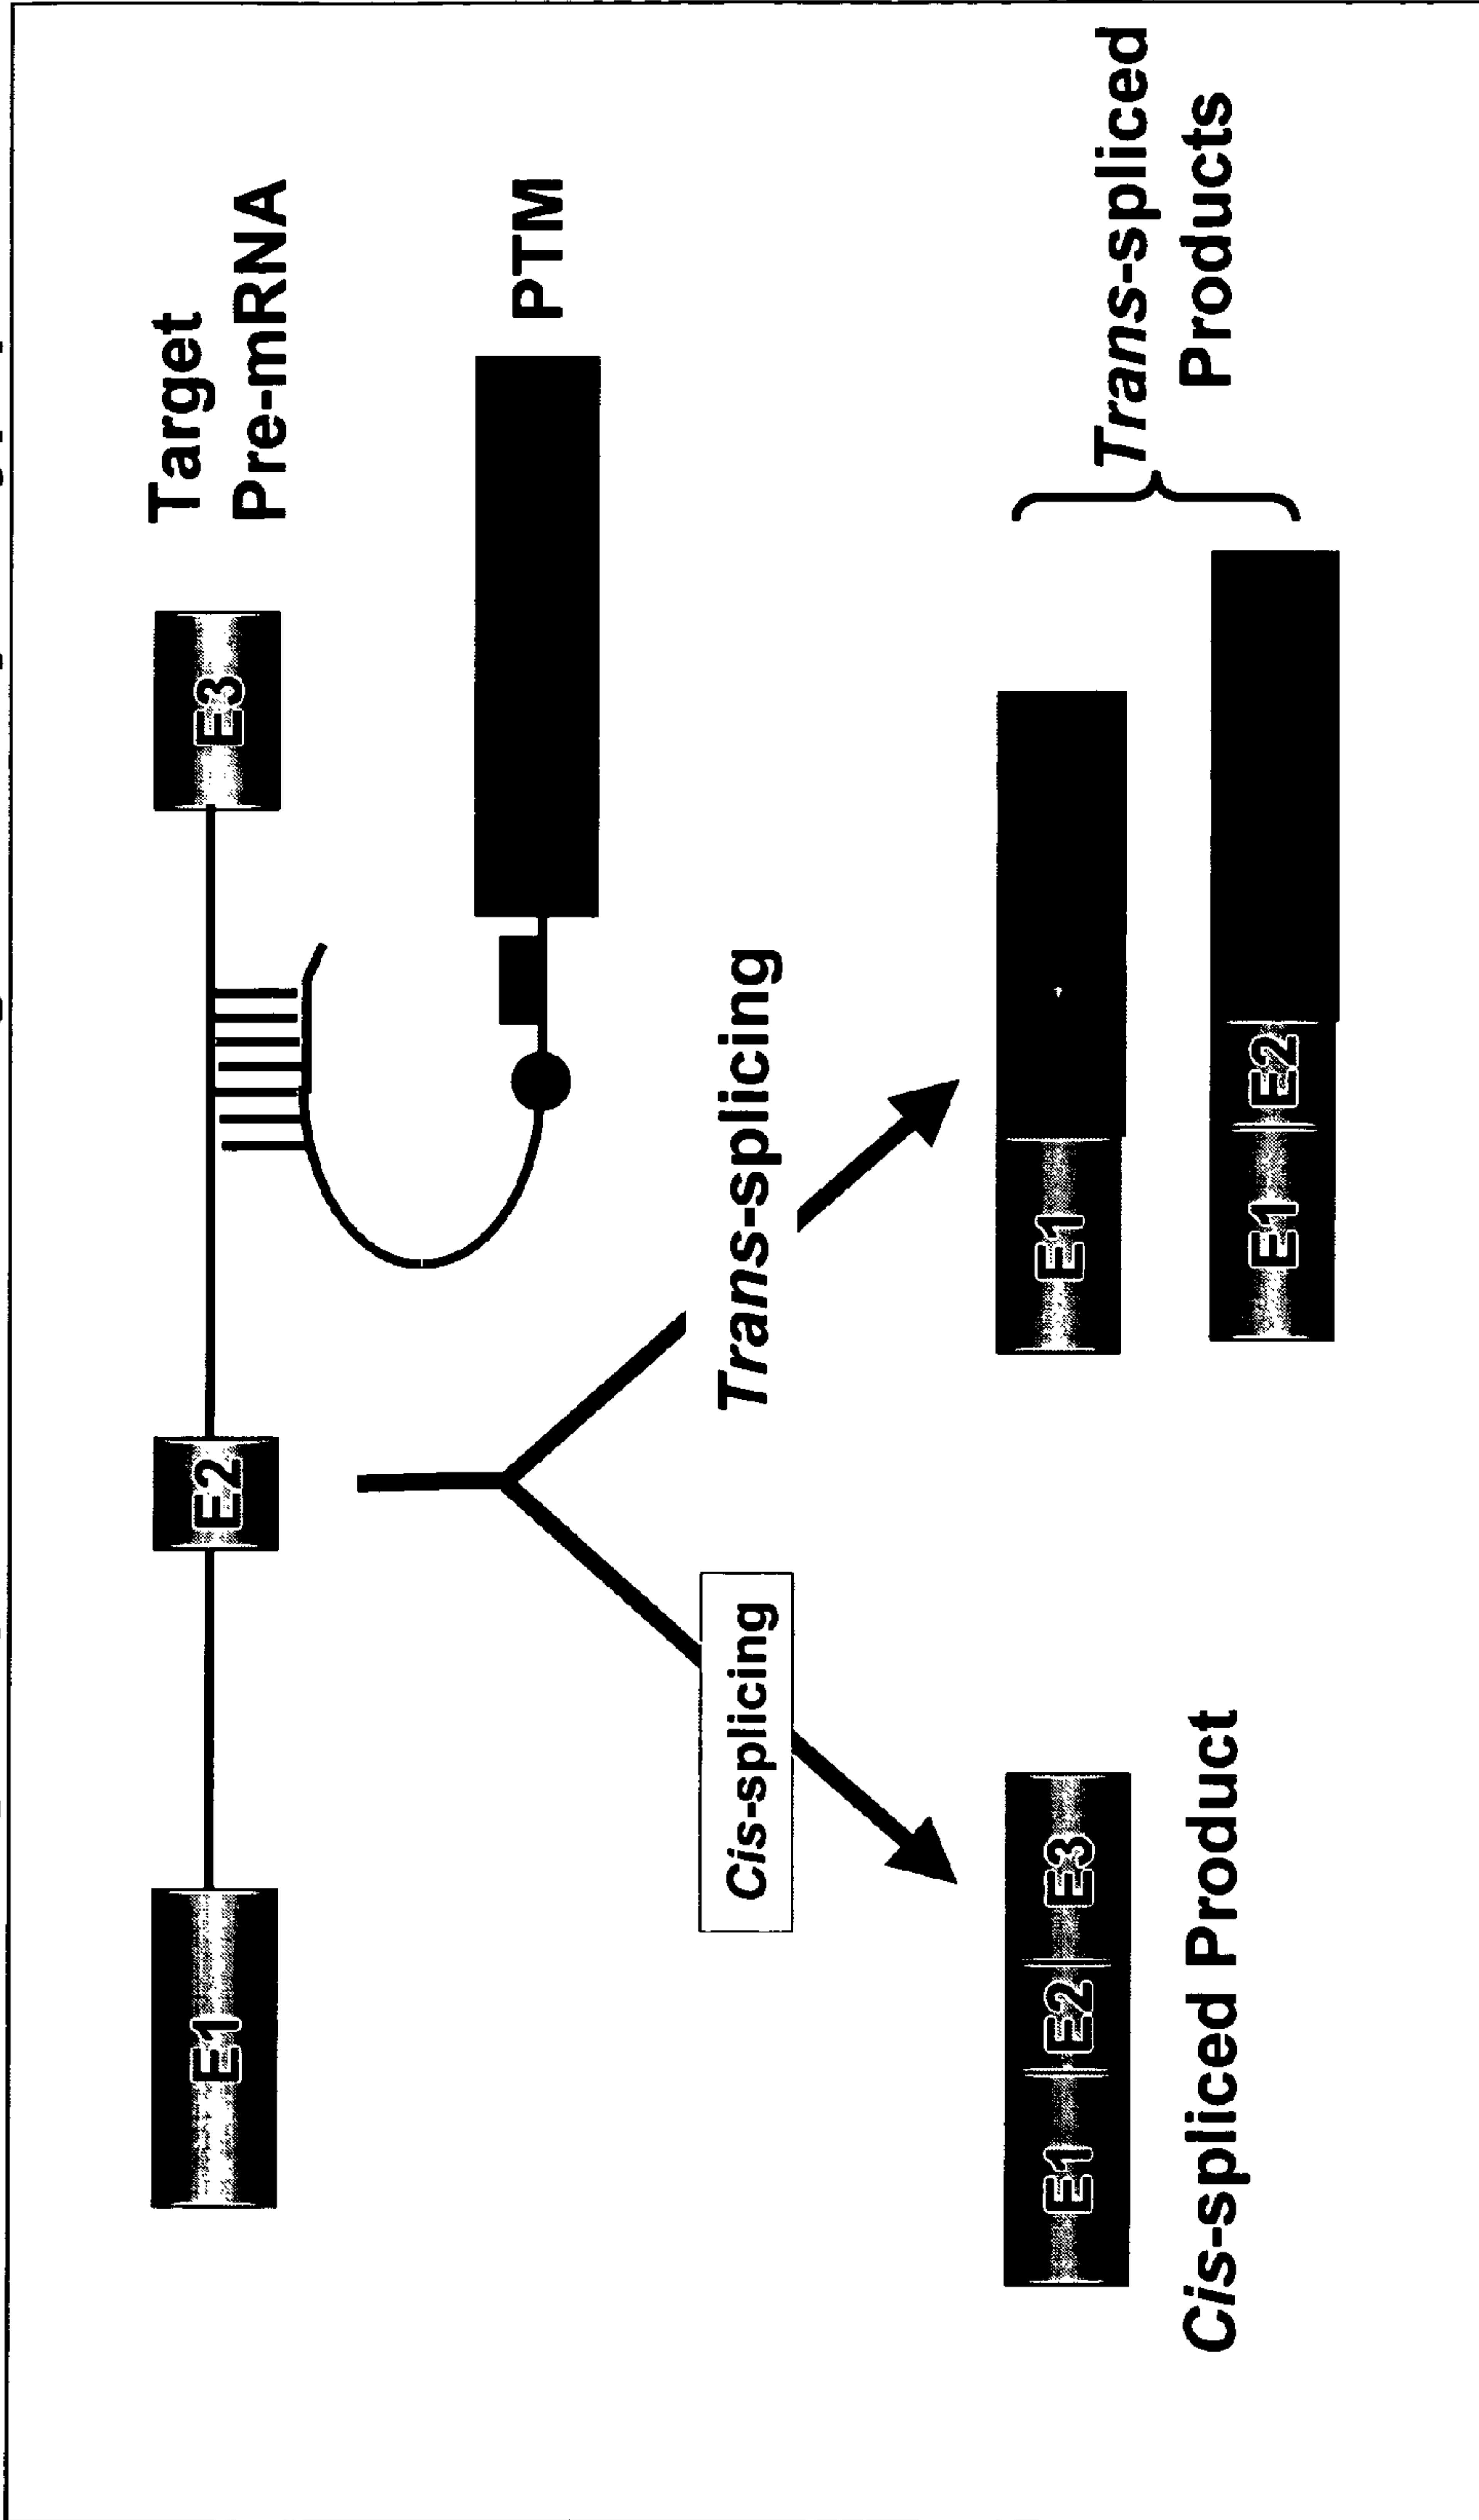 E1
E2
E3
Target
Pre-mRNA
PTM
Cis-splicing
Trans-splicing
E1
E2
E3
Cis-spliced Product
E1
E1
E2
Trans-spliced
Products